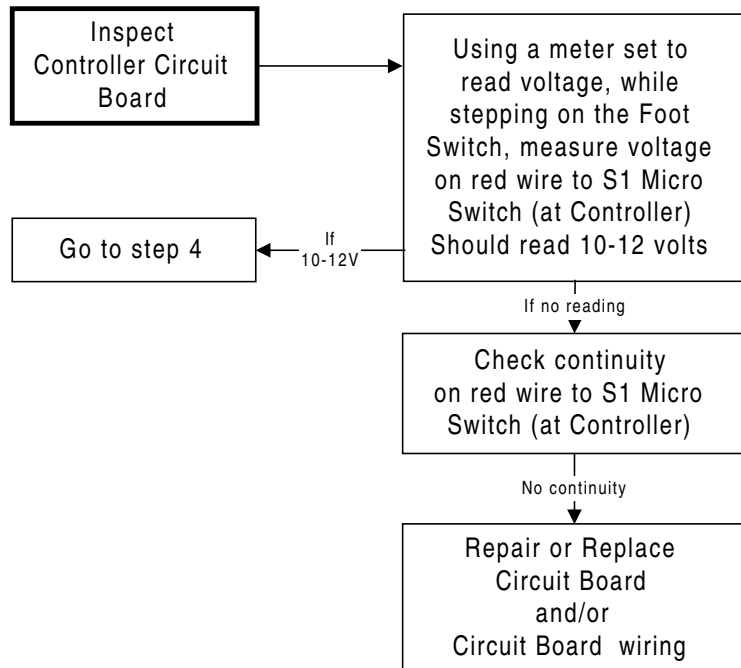 Inspect
Controller Circuit
Board
Using a meter set to
read voltage, while
stepping on the Foot
Switch, measure voltage
on red wire to S1 Micro
Switch (at Controller)
Should read 10-12 volts
If
10-12V
Go to step 4
If no reading
Check continuity
on red wire to S1 Micro
Switch (at Controller)
No continuity
Repair or Replace
Circuit Board
and/or
Circuit Board wiring